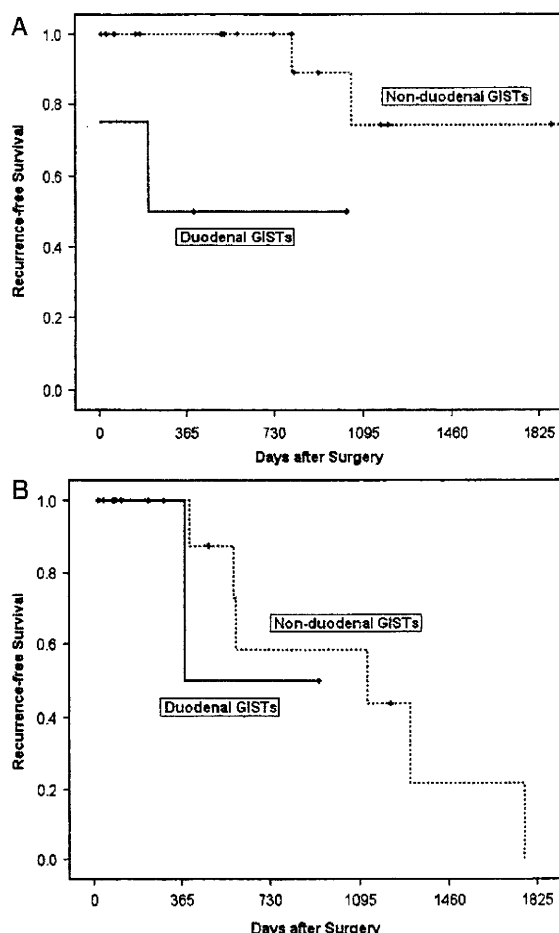 A
Recurrence-free Survival
1.0
0.8
0.6
0.4
0.2
0.0
Non-duodenal GISTs
Duodenal GISTs
0 365 730 1095 1460 1825
Days after Surgery
B
Recurrence-free Survival
1.0
0.8
0.6
0.4
0.2
0.0
Non-duodenal GISTs
Duodenal GISTs
0 365 730 1095 1460 1825
Days after Surgery